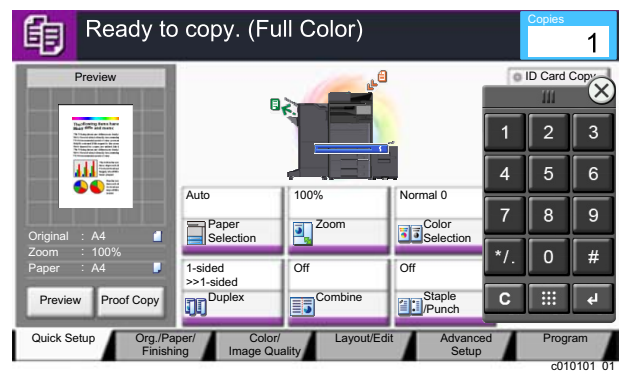 Ready to copy. (Full Color)
Copies
1
Preview
ID Card Copy
Original : A4
Zoom : 100%
Paper : A4
Preview
Proof Copy
Auto
Paper
Selection
100%
Zoom
Normal 0
Color
Selection
1-sided
>>1-sided
Duplex
Off
Combine
Off
Staple
/Punch
1 2 3
4 5 6
7 8 9
*/. 0 #
C
Quick Setup
Org./Paper/
Finishing
Color/
Image Quality
Layout/Edit
Advanced
Setup
Program
c010101_01